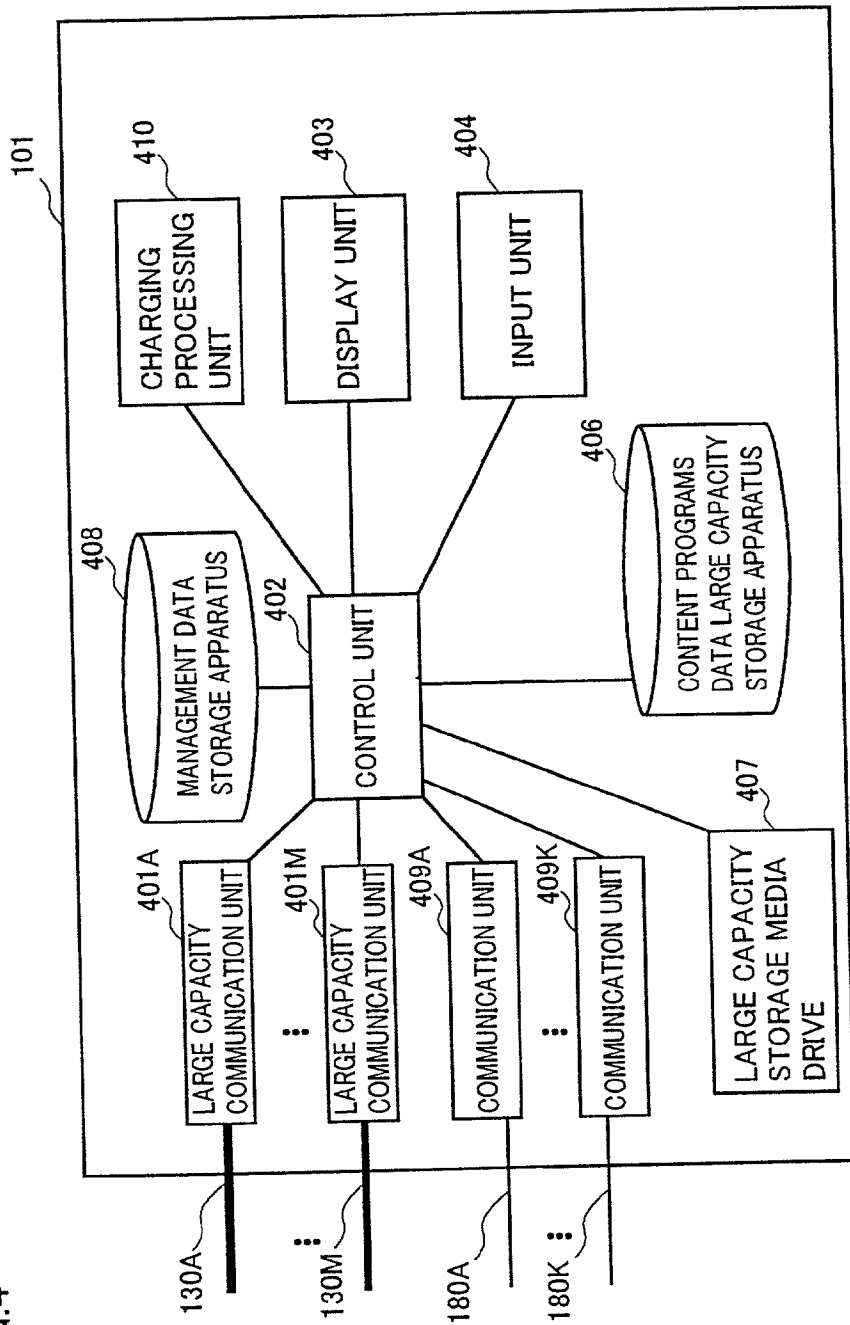 101
130A
130M
180A
180K
401A
LARGE CAPACITY
COMMUNICATION UNIT
401M
LARGE CAPACITY
COMMUNICATION UNIT
409A
COMMUNICATION UNIT
409K
COMMUNICATION UNIT
407
LARGE CAPACITY
STORAGE MEDIA
DRIVE
408
MANAGEMENT DATA
STORAGE APPARATUS
402
CONTROL UNIT
406
CONTENT PROGRAMS
DATA LARGE CAPACITY
STORAGE APPARATUS
410
CHARGING
PROCESSING
UNIT
403
DISPLAY UNIT
404
INPUT UNIT